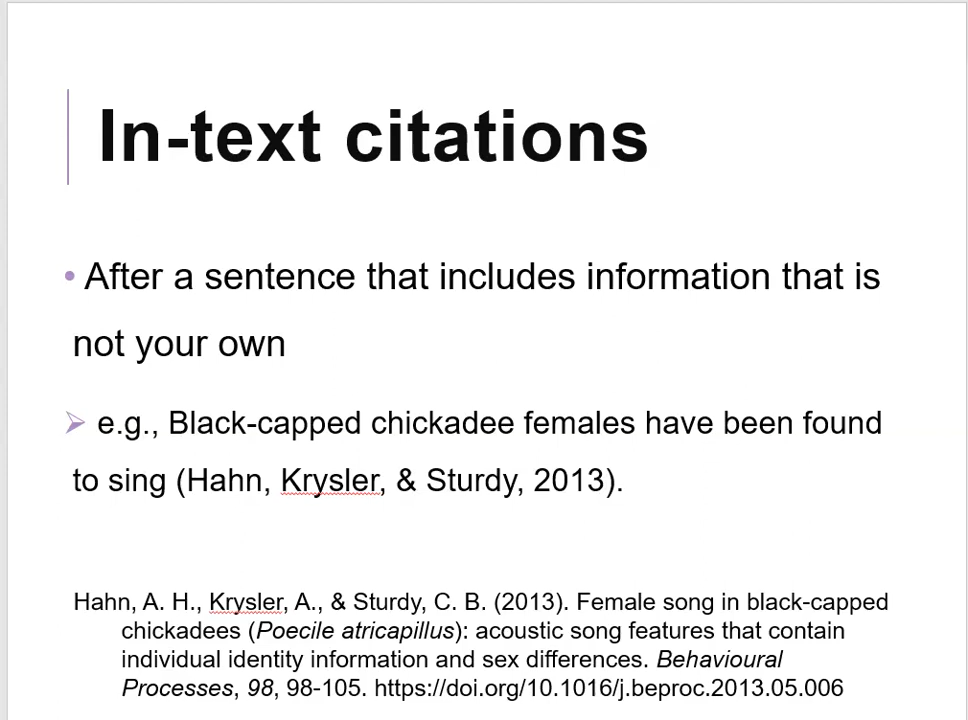 In-text citations
• After a sentence that includes information that is
not your own
➢ e.g., Black-capped chickadee females have been found
to sing (Hahn, Krysler, & Sturdy, 2013).
Hahn, A. H., Krysler, A., & Sturdy, C. B. (2013). Female song in black-capped
chickadees (Poecile atricapillus): acoustic song features that contain
individual identity information and sex differences. Behavioural
Processes, 98, 98-105. https://doi.org/10.1016/j.beproc.2013.05.006